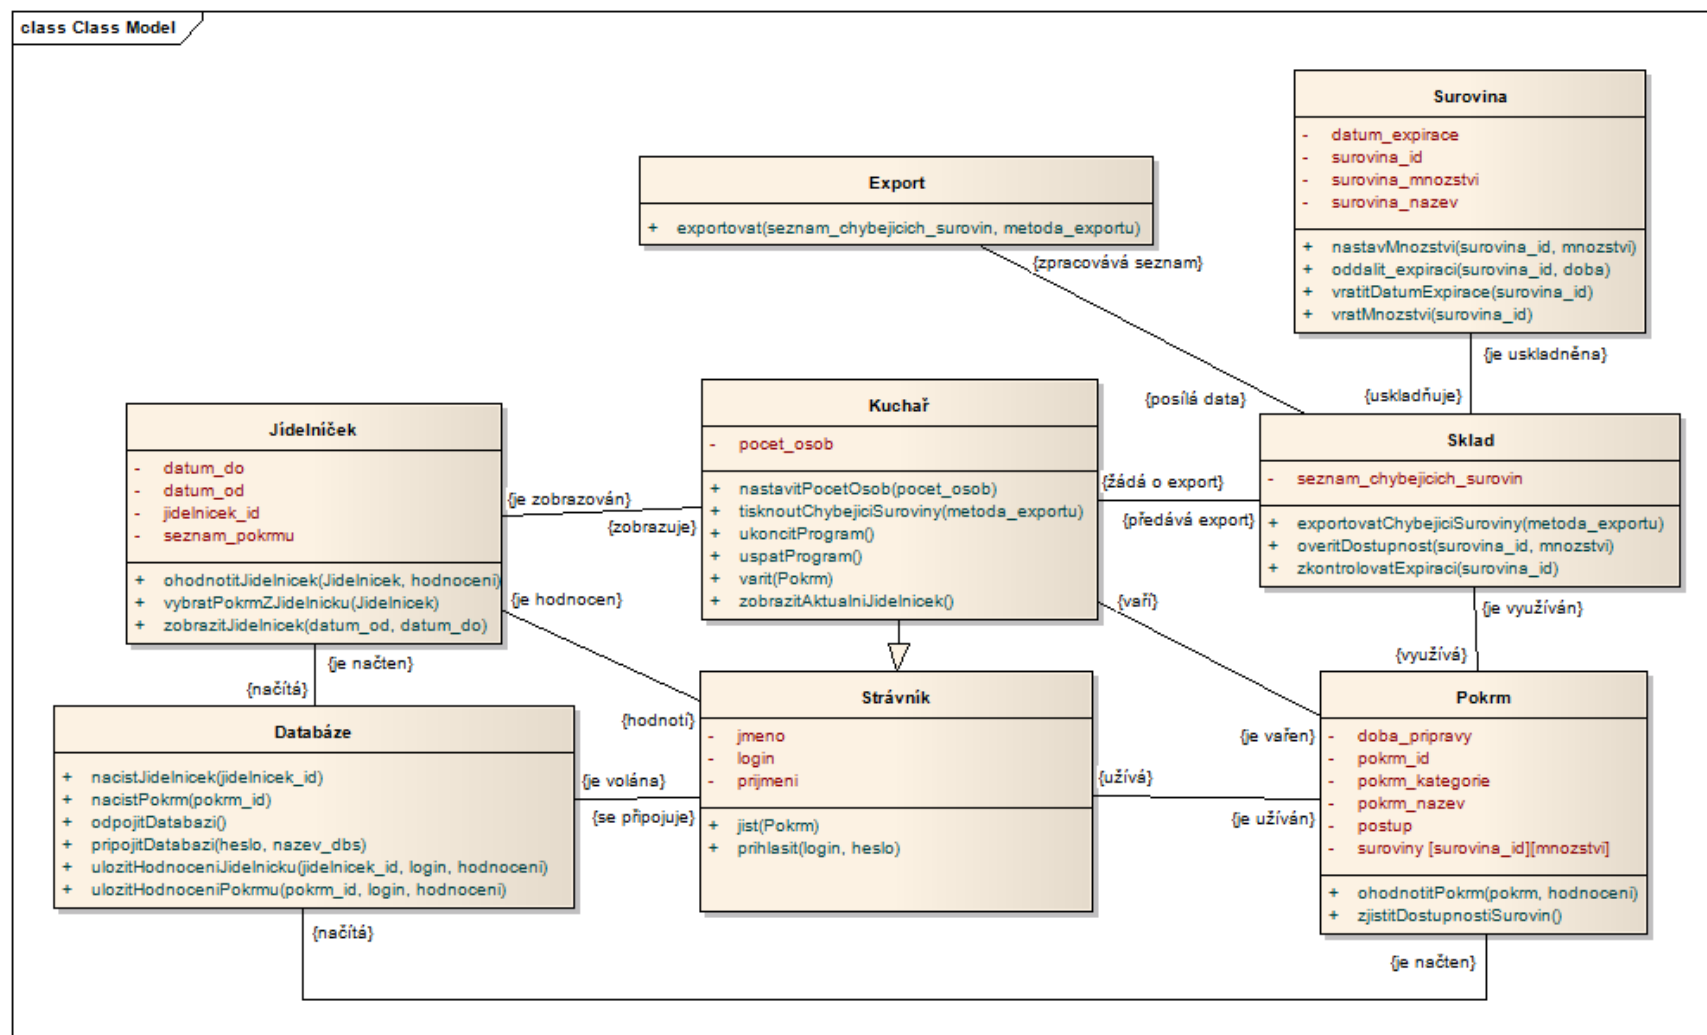 class Class Model
Surovina
- datum_expirace
- surovina_id
- surovina_mnozstvi
- surovina_nazev
+ nastavMnozstvi(surovina_id, mnozstvi)
+ oddalit_expiraci(surovina_id, doba)
+ vratitDatumExpirace(surovina_id)
+ vratMnozstvi(surovina_id)
Export
+ exportovat(seznam_chybejicich_surovin, metoda_exportu)
{zpracovává seznam}
{je uskladněna}
{posílá data}
{uskladňuje}
Jídelníček
- datum_do
- datum_od
- jidelnicek_id
- seznam_pokrmu
+ ohodnotitJidelnicek(Jidelnicek, hodnoceni)
+ vybratPokrmZJidelnicku(Jidelnicek)
+ zobrazitJidelnicek(datum_od, datum_do)
{je zobrazován}
{zobrazuje}
Kuchař
- pocet_osob
+ nastavitPocetOsob(pocet_osob)
+ tisknoutChybejiciSuroviny(metoda_exportu)
+ ukoncitProgram()
+ uspatProgram()
+ varit(Pokrm)
+ zobrazitAktualniJidelnicek()
{žádá o export}
{předává export}
Sklad
- seznam_chybejicich_surovin
+ exportovatChybejiciSuroviny(metoda_exportu)
+ overitDostupnost(surovina_id, mnozstvi)
+ zkontrolovatExpiraci(surovina_id)
{je hodnocen}
{vaří}
{je využíván}
{je načten}
{načítá}
{využívá}
{hodnotí}
{je vařen}
Databáze
+ nacistJidelnicek(jidelnicek_id)
+ nacistPokrm(pokrm_id)
+ odpojitDatabazi()
+ pripojitDatabazi(heslo, nazev_dbs)
+ ulozitHodnoceniJidelnicku(jidelnicek_id, login, hodnoceni)
+ ulozitHodnoceniPokrmu(pokrm_id, login, hodnoceni)
{je volána}
{se připojuje}
Strávník
- jmeno
- login
- prijmeni
+ jist(Pokrm)
+ prihlasit(login, heslo)
{užívá}
{je užíván}
Pokrm
- doba_pripravy
- pokrm_id
- pokrm_kategorie
- pokrm_nazev
- postup
- suroviny [surovina_id][mnozstvi]
+ ohodnotitPokrm(pokrm, hodnoceni)
+ zjistitDostupnostiSurovin()
{načítá}
{je načten}